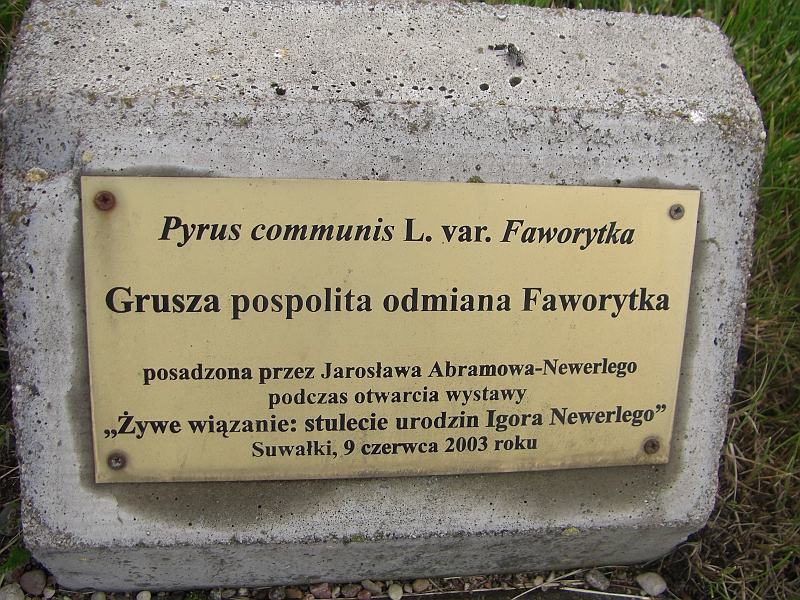 Pyrus communis L. var. Faworytka
Grusza pospolita odmiana Faworytka
posadzona przez Jarosława Abramowa-Newerlego
podczas otwarcia wystawy
„Żywe wiązanie: stulecie urodzin Igora Newerlego”
Suwałki, 9 czerwca 2003 roku